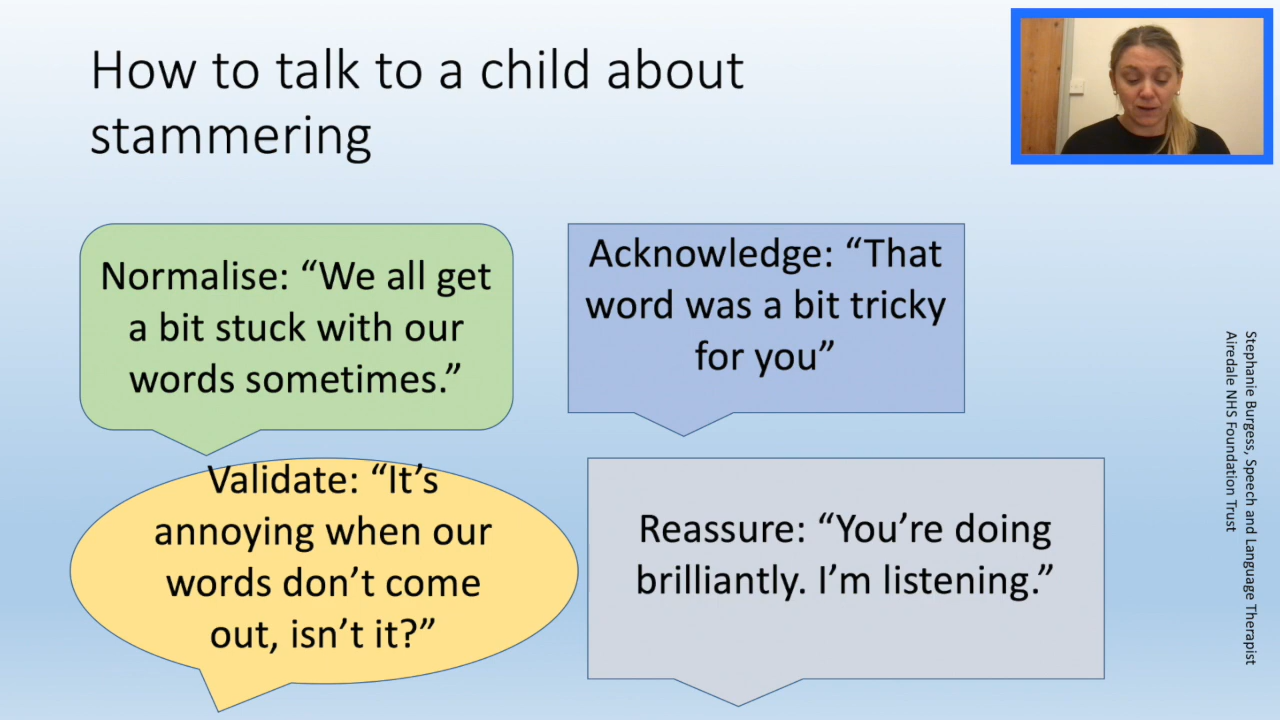 How to talk to a child about
stammering
Normalise: “We all get
a bit stuck with our
words sometimes.”
Acknowledge: “That
word was a bit tricky
for you”
Validate: “It’s
annoying when our
words don’t come
out, isn’t it?”
Reassure: “You’re doing
brilliantly. I’m listening.”
Stephanie Burgess, Speech and Language Therapist
Airedale NHS Foundation Trust